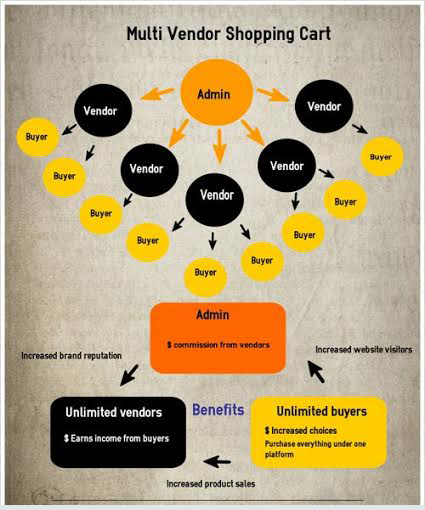 Multi Vendor Shopping Cart
Admin
Vendor
Vendor
Vendor
Vendor
Vendor
Buyer
Buyer
Buyer
Buyer
Buyer
Buyer
Buyer
Buyer
Buyer
Admin
$ commission from vendors
Increased brand reputation
Increased website visitors
Unlimited vendors
$ Earns income from buyers
Benefits
Unlimited buyers
$ Increased choices
Purchase everything under one
platform
Increased product sales